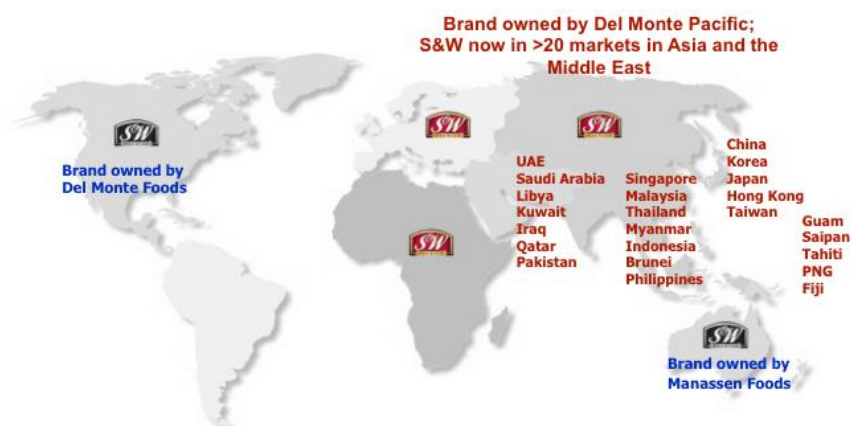 Brand owned by Del Monte Pacific;
S&W now in >20 markets in Asia and the
Middle East
S&W
S&W
S&W
Brand owned by
Del Monte Foods
UAE
Saudi Arabia
Libya
Kuwait
Iraq
Qatar
Pakistan
Singapore
Malaysia
Thailand
Myanmar
Indonesia
Brunei
Philippines
China
Korea
Japan
Hong Kong
Taiwan
Guam
Saipan
Tahiti
PNG
Fiji
S&W
S&W
Brand owned by
Manassen Foods